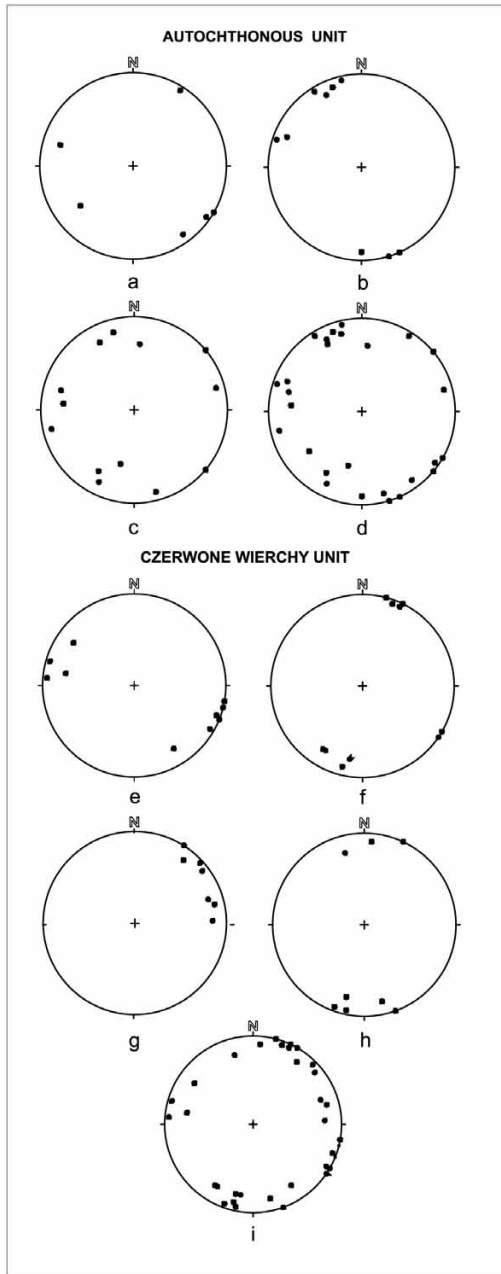 AUTOCHTHONOUS UNIT
N N
a b
N N
c d
CZERWONE WIERCHY UNIT
N N
e f
N N
g h
N
i